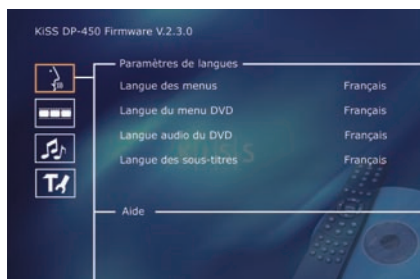 KiSS DP-450 Firmware V.2.3.0
Paramètres de langues
Langue des menus Français
Langue du menu DVD Français
Langue audio du DVD Français
Langue des sous-titres Français
KiSS
Aide